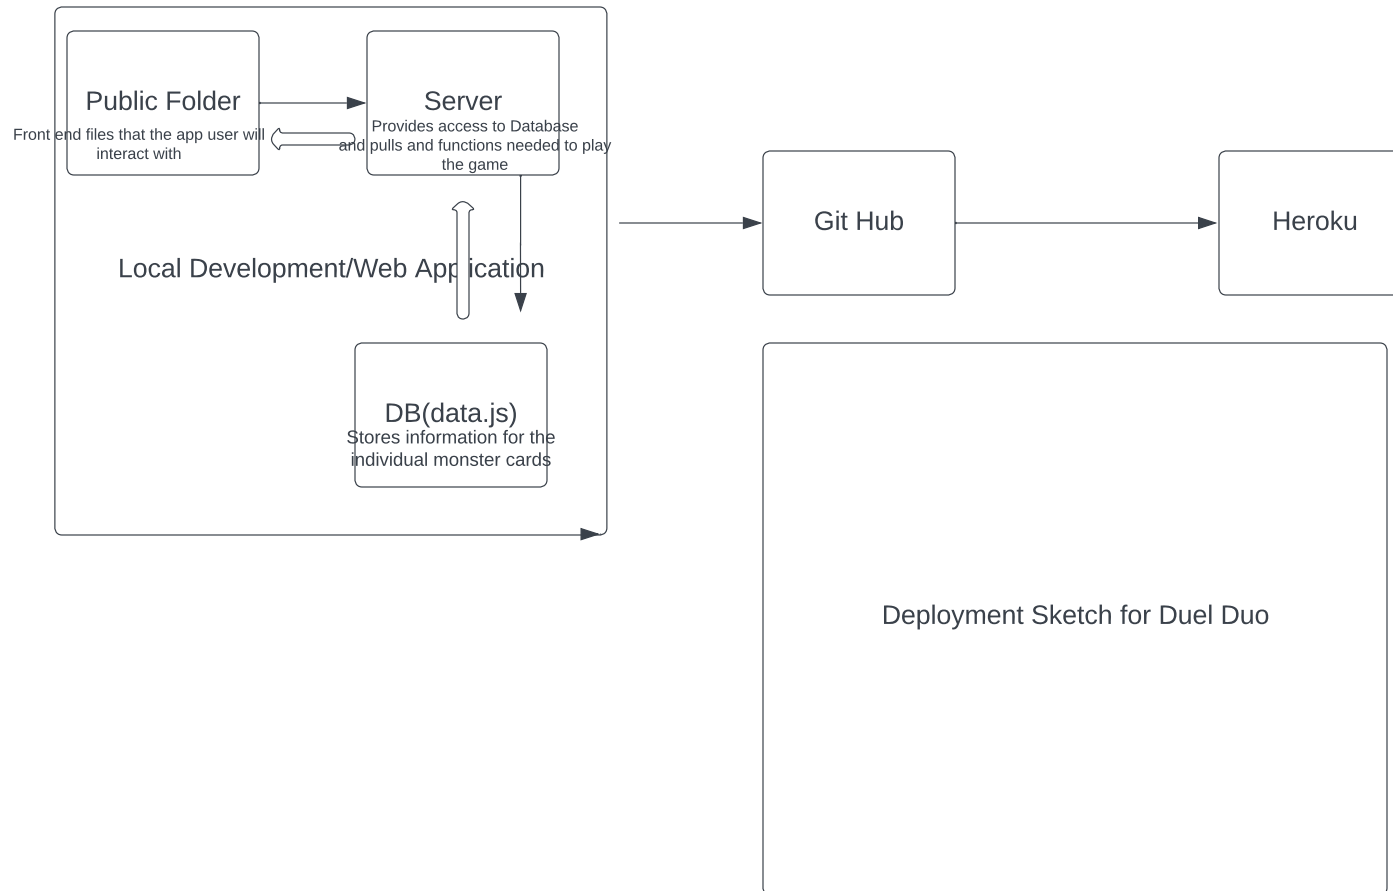 Public Folder
Front end files that the app user will
interact with
Server
Provides access to Database
and pulls and functions needed to play
the game
Local Development/Web Application
DB(data.js)
Stores information for the
individual monster cards
Git Hub
Heroku
Deployment Sketch for Duel Duo